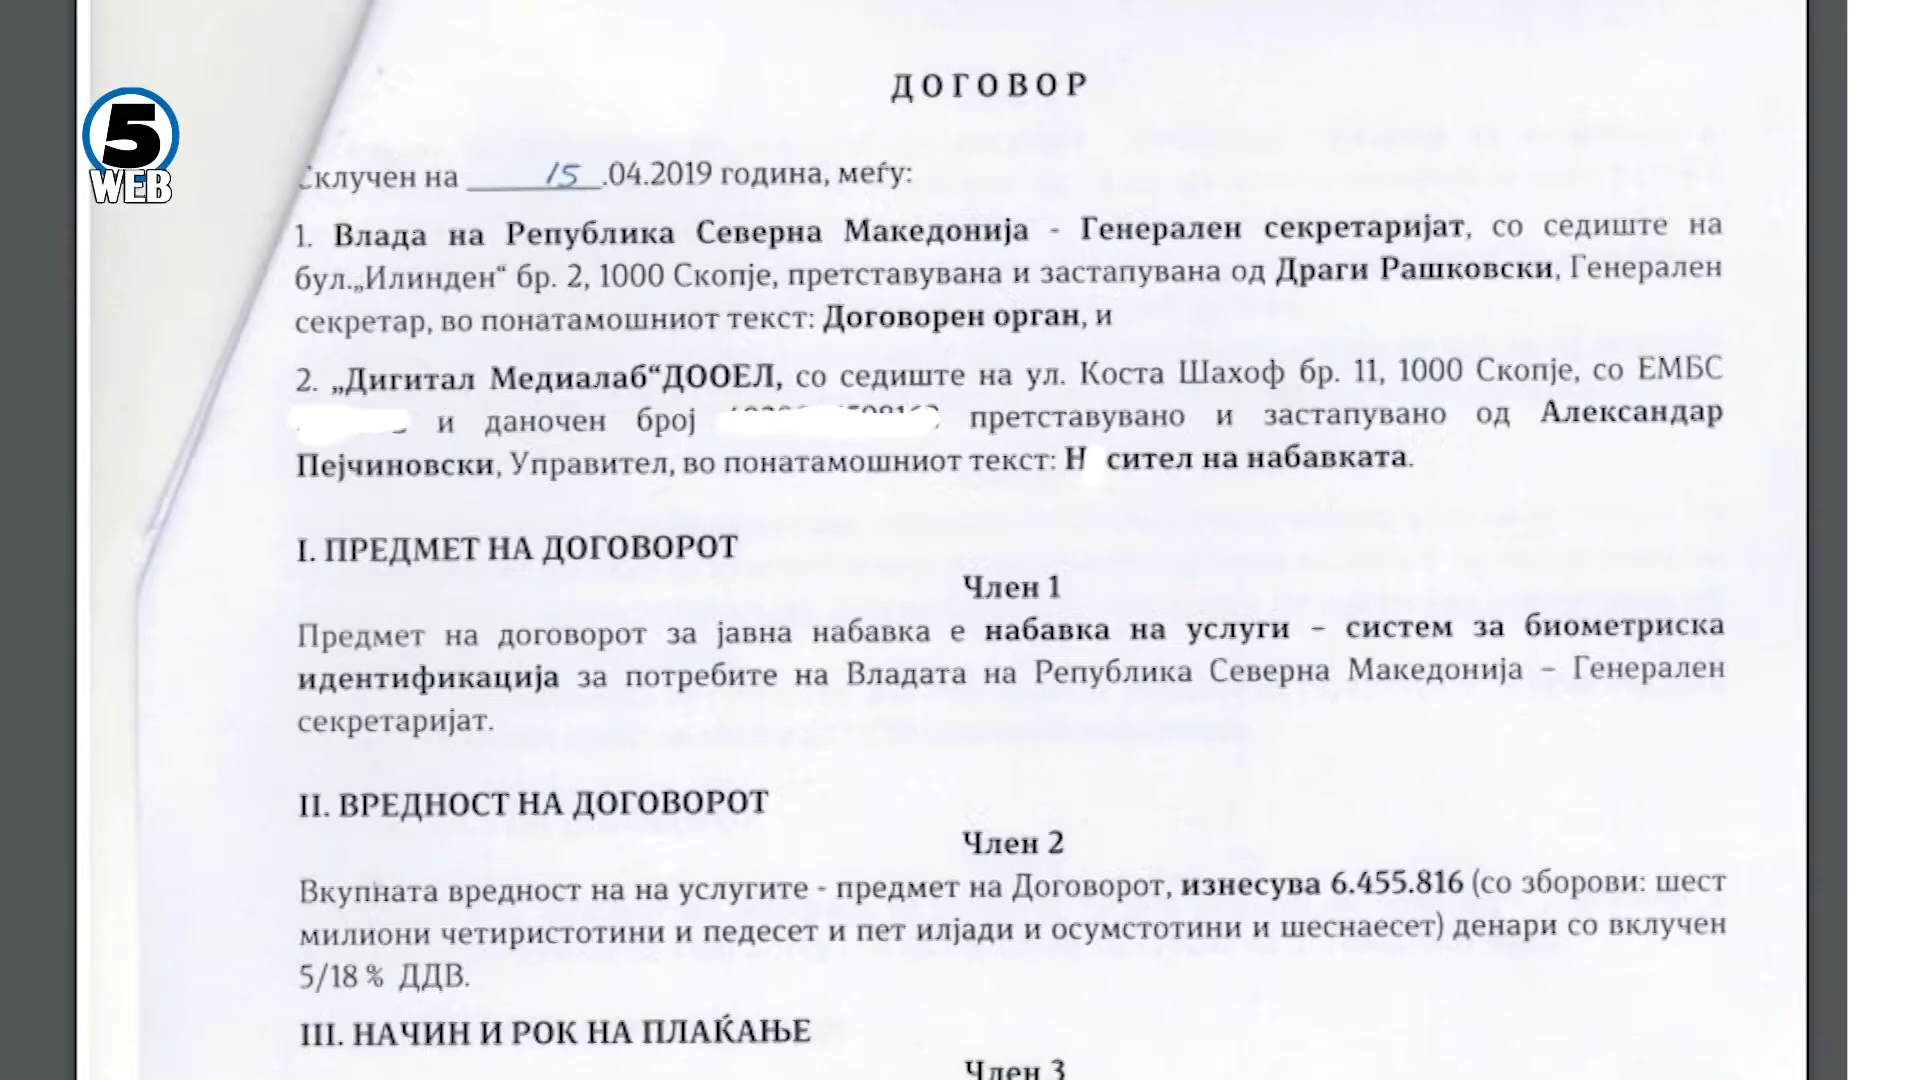 5
WEB
ДОГОВОР
Склучен на 15.04.2019 година, меѓу:
1. Влада на Република Северна Македонија - Генерален секретаријат, со седиште на
бул.„Илинден“ бр. 2, 1000 Скопје, претставувана и застапувана од Драги Рашковски, Генерален
секретар, во понатамошниот текст: Договорен орган, и
2. „Дигитал Медиалаб“ДООЕЛ, со седиште на ул. Коста Шахоф бр. 11, 1000 Скопје, со ЕМБС
и даночен број претставувано и застапувано од Александар
Пејчиновски, Управител, во понатамошниот текст: Н сител на набавката.
I. ПРЕДМЕТ НА ДОГОВОРОТ
Член 1
Предмет на договорот за јавна набавка е набавка на услуги – систем за биометриска
идентификација за потребите на Владата на Република Северна Македонија – Генерален
секретаријат.
II. ВРЕДНОСТ НА ДОГОВОРОТ
Член 2
Вкупната вредност на на услугите - предмет на Договорот, изнесува 6.455.816 (со зборови: шест
милиони четиристотини и педесет и пет илјади и осумстотини и шеснаесет) денари со вклучен
5/18 % ДДВ.
III. НАЧИН И РОК НА ПЛАЌАЊЕ
Член 3